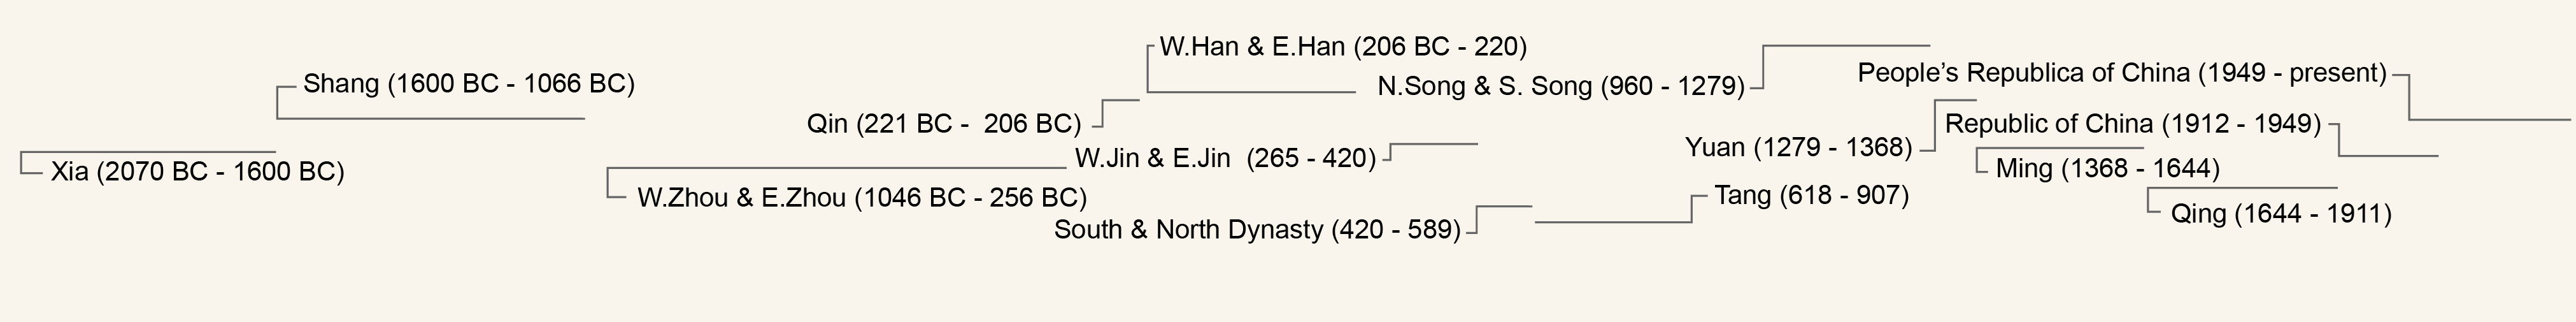 Xia (2070 BC - 1600 BC)
Shang (1600 BC - 1066 BC)
W.Zhou & E.Zhou (1046 BC - 256 BC)
Qin (221 BC -  206 BC)
W.Han & E.Han (206 BC - 220)
W.Jin & E.Jin  (265 - 420)
South & North Dynasty (420 - 589)
Tang (618 - 907)
N.Song & S. Song (960 - 1279)
Yuan (1279 - 1368)
Ming (1368 - 1644)
Qing (1644 - 1911)
Republic of China (1912 - 1949)
People’s Republica of China (1949 - present)